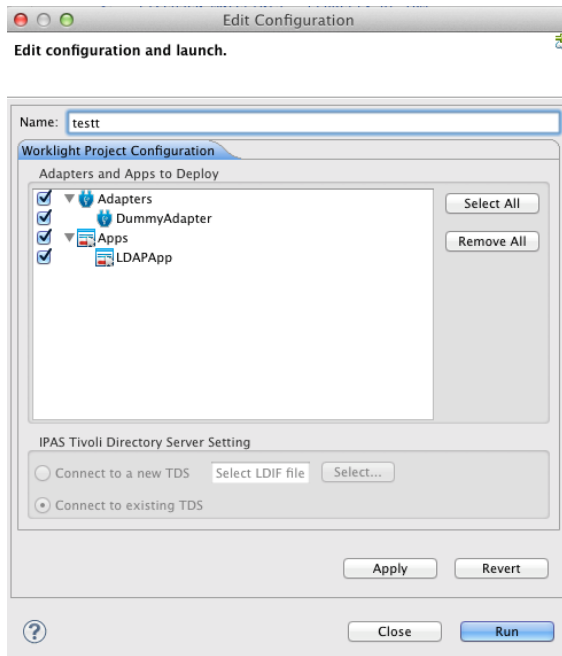 Edit Configuration
Edit configuration and launch.
Name: testt
Worklight Project Configuration
Adapters and Apps to Deploy
Adapters
DummyAdapter
Apps
LDAPApp
Select All
Remove All
IPAS Tivoli Directory Server Setting
Connect to a new TDS Select LDIF file Select...
Connect to existing TDS
Apply Revert
? Close Run